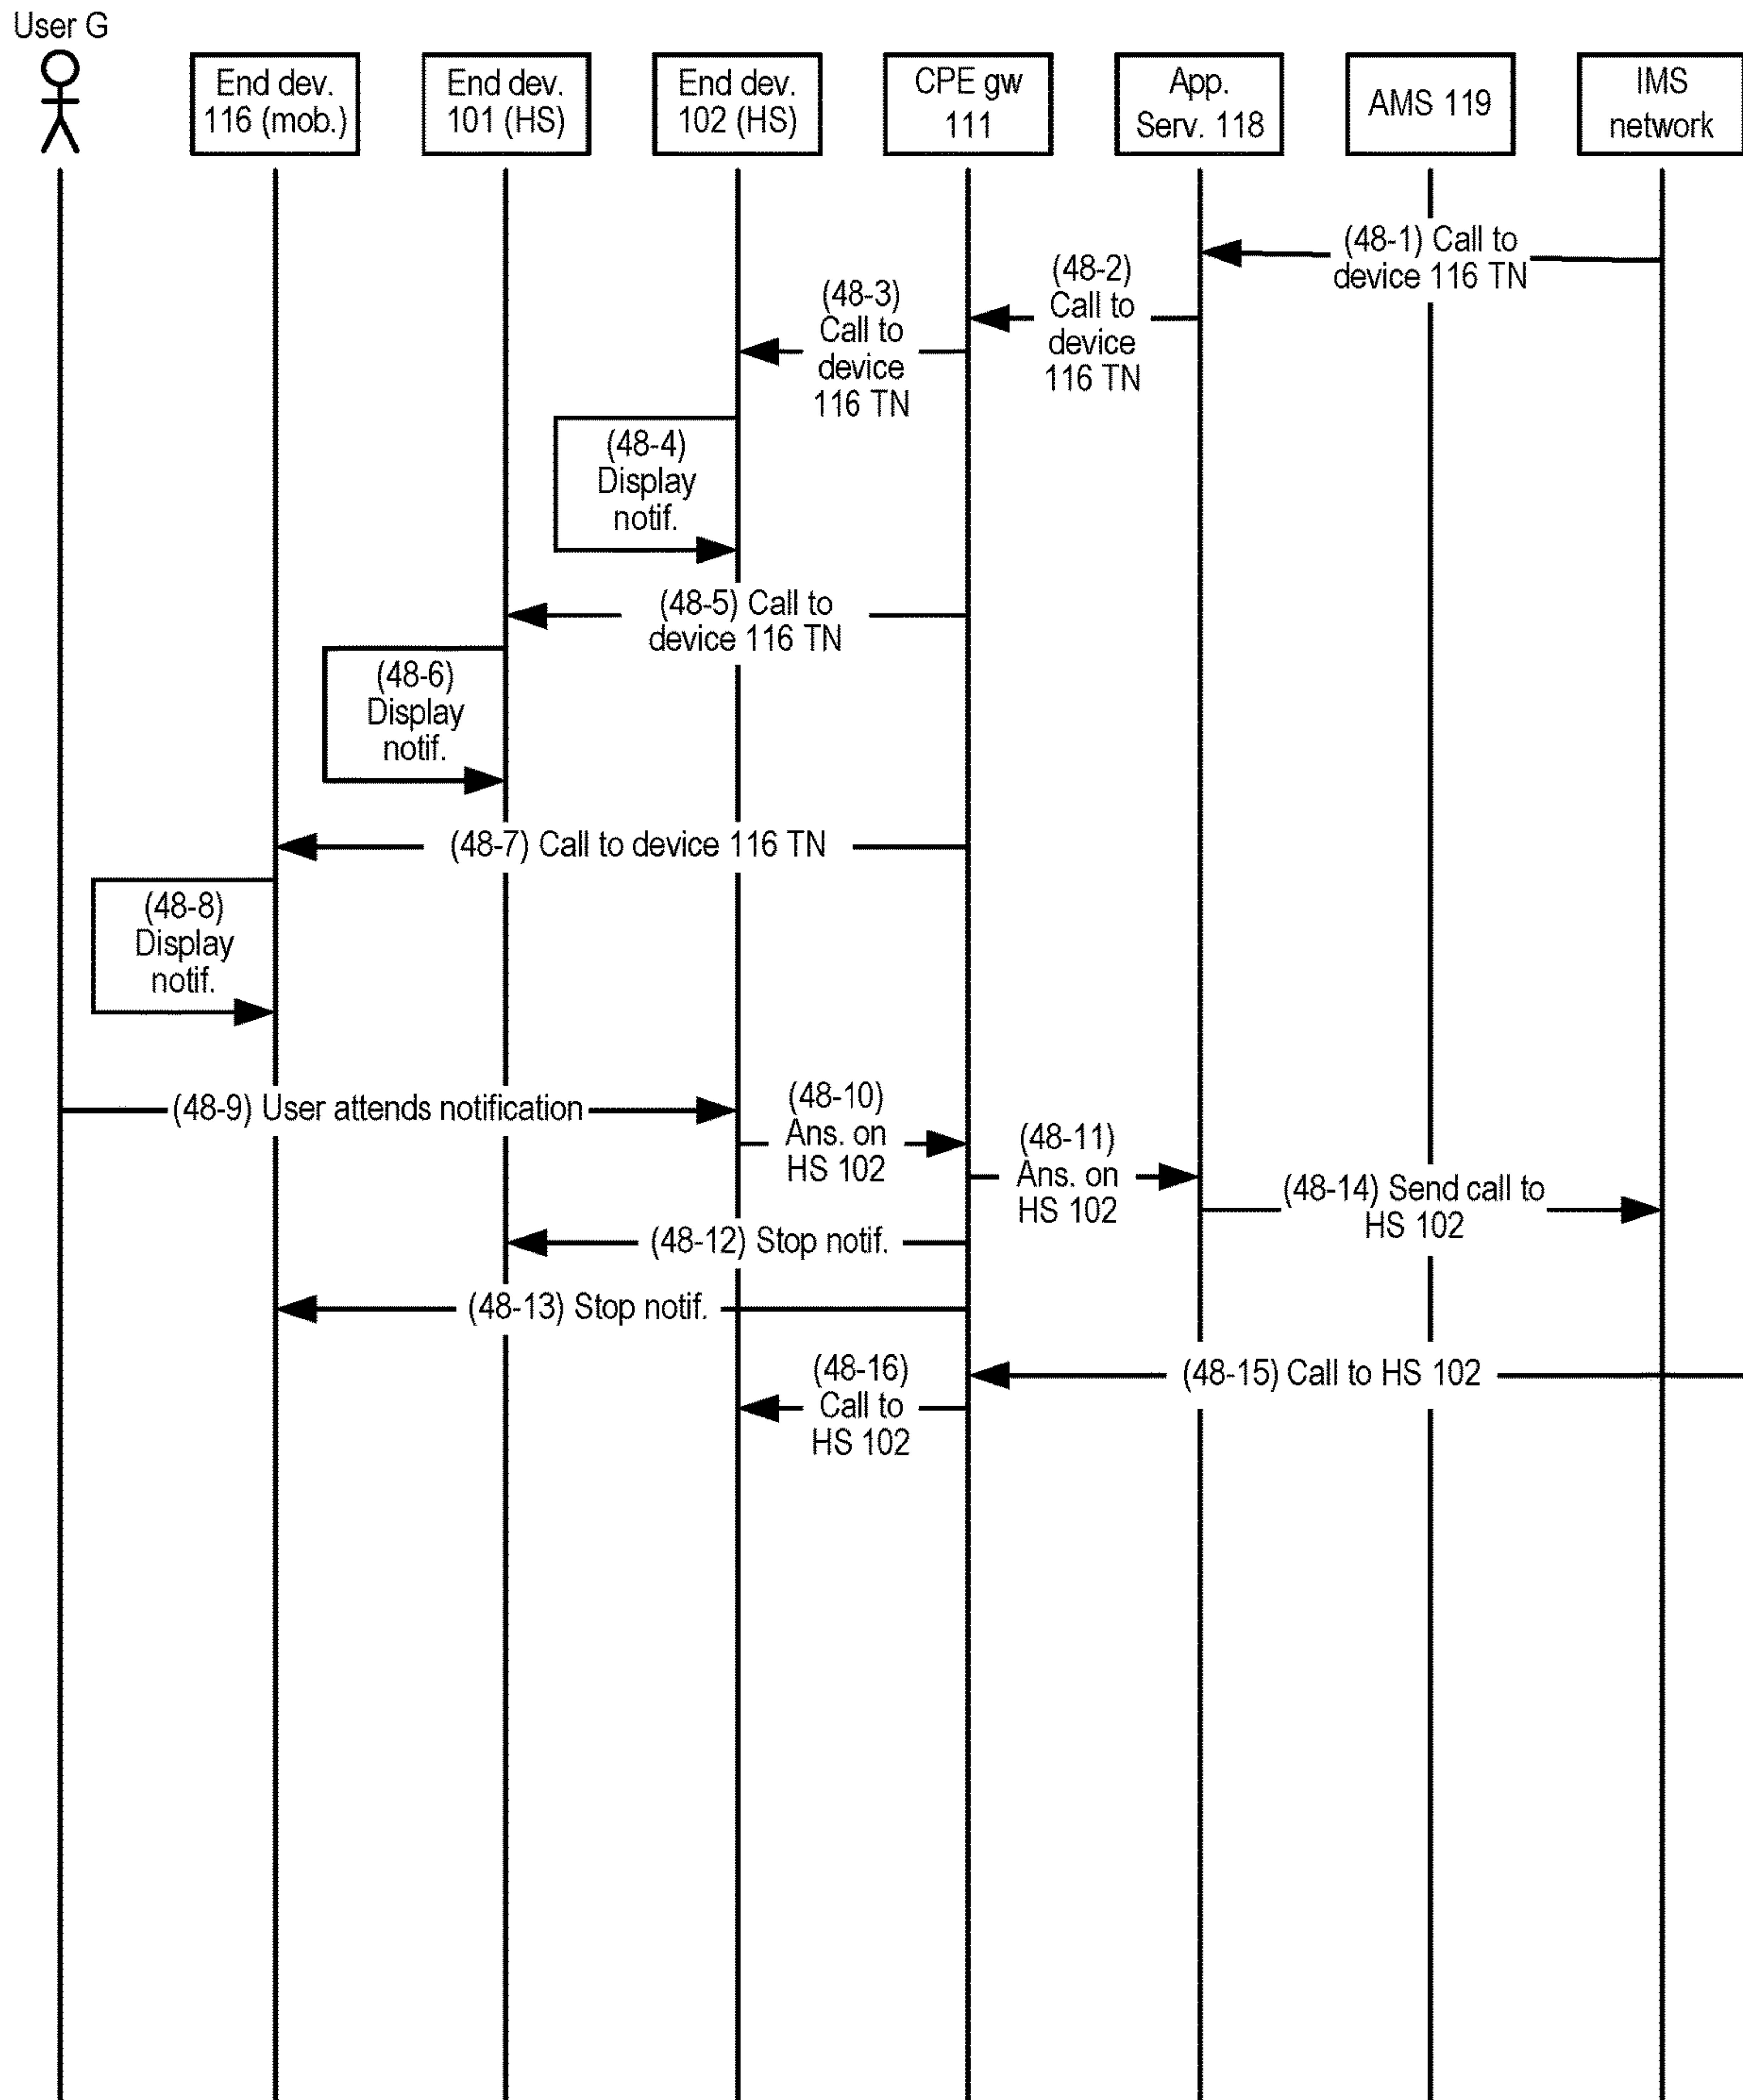 User G
End dev.
116 (mob.)
End dev.
101 (HS)
End dev.
102 (HS)
CPE gw
111
App.
Serv. 118
AMS 119
IMS
network
(48-1) Call to
device 116 TN
(48-2)
Call to
device
116 TN
(48-3)
Call to
device
116 TN
(48-4)
Display
notif.
(48-5) Call to
device 116 TN
(48-6)
Display
notif.
(48-7) Call to device 116 TN
(48-8)
Display
notif.
(48-9) User attends notification
(48-10)
Ans. on
HS 102
(48-11)
Ans. on
HS 102
(48-14) Send call to
HS 102
(48-12) Stop notif.
(48-13) Stop notif.
(48-15) Call to HS 102
(48-16)
Call to
HS 102